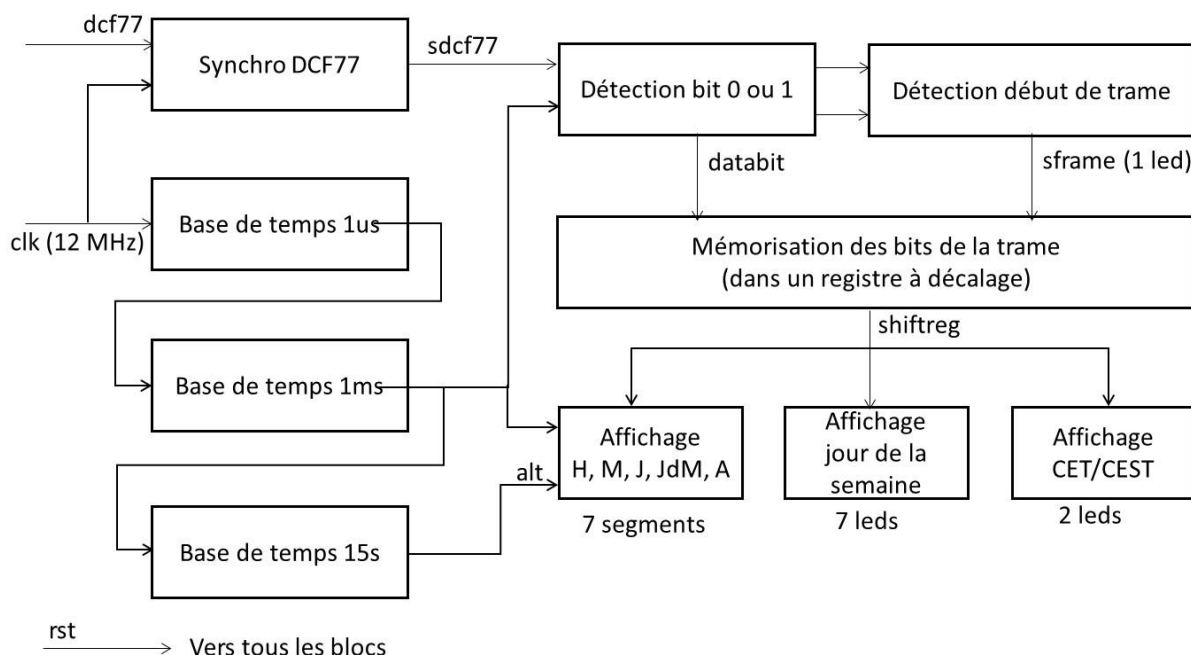 dcf77
Synchro DCF77
sdcf77
Détection bit 0 ou 1
Détection début de trame
databit
sframe (1 led)
clk (12 MHz)
Base de temps 1us
Mémorisation des bits de la trame
(dans un registre à décalage)
shiftreg
Base de temps 1ms
Affichage
H, M, J, JdM, A
7 segments
Affichage
jour de la
semaine
7 leds
Affichage
CET/CEST
2 leds
alt
Base de temps 15s
rst
Vers tous les blocs